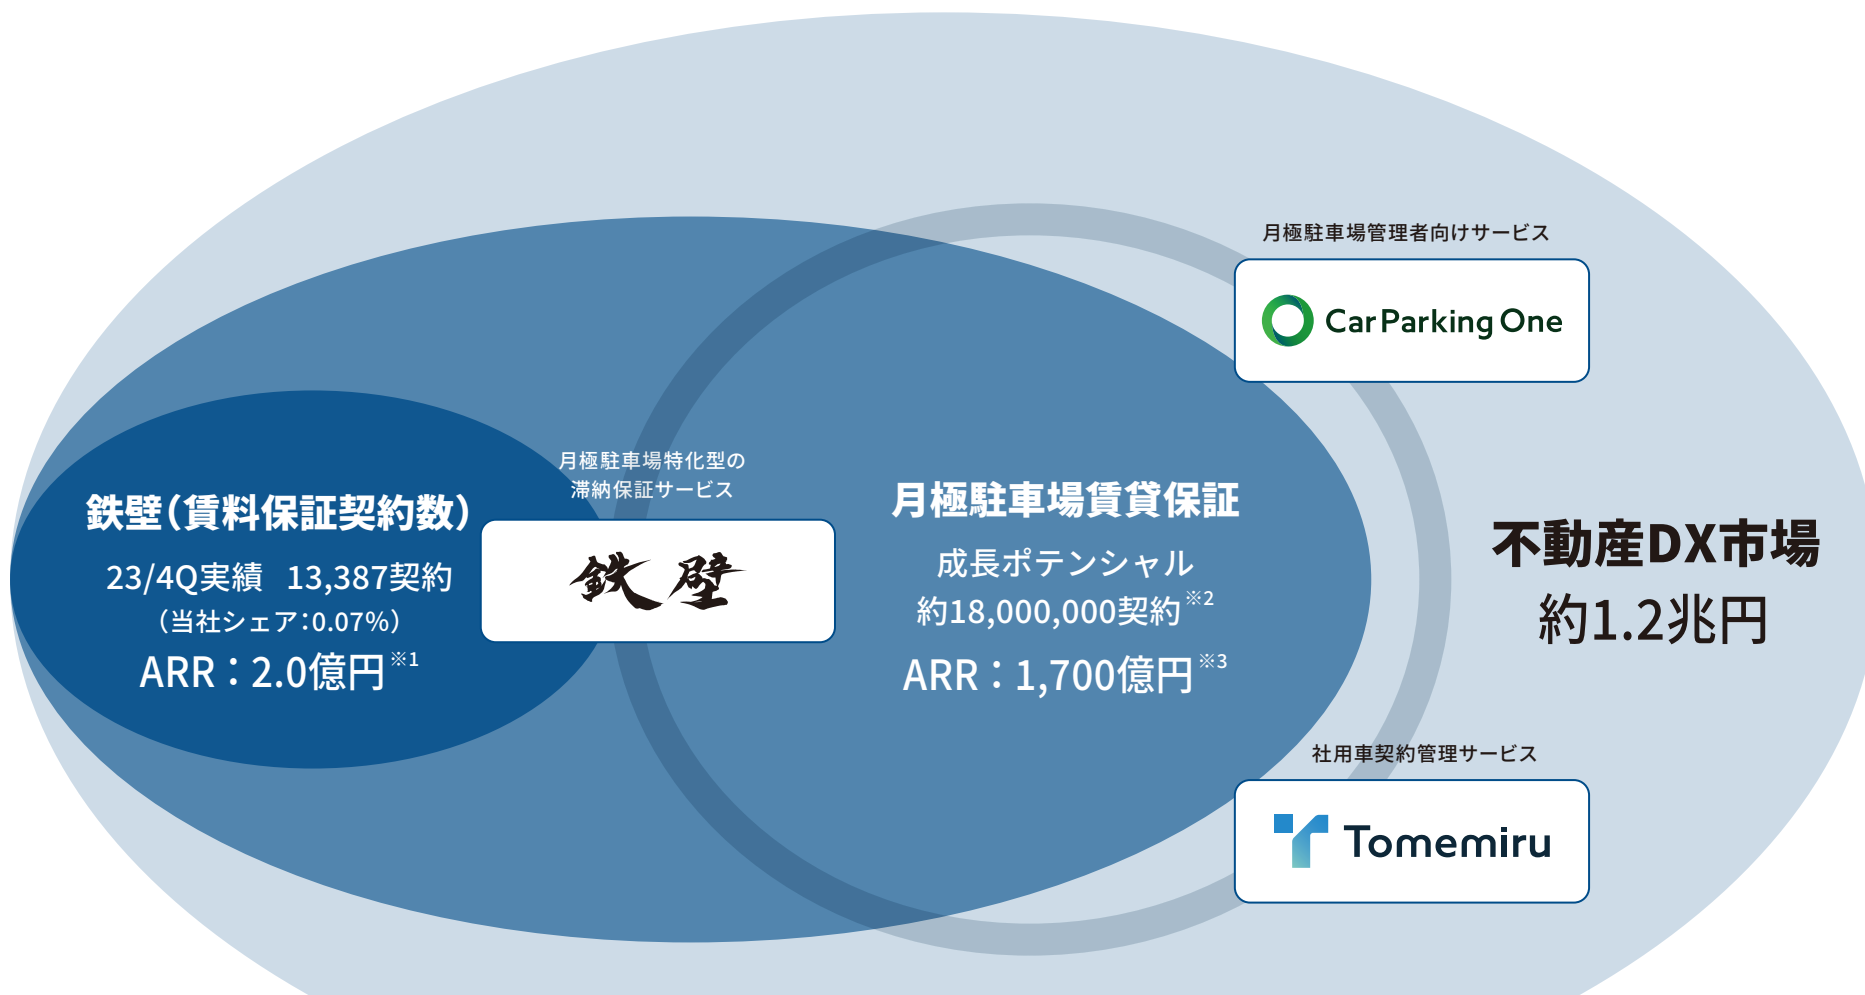 月極駐車場管理者向けサービス
CarParking One
月極駐車場特化型の
滞納保証サービス
鉄壁
鉄壁（賃料保証契約数）
23/4Q実績 13,387契約
（当社シェア：0.07%）
ARR：2.0億円※1
月極駐車場賃貸保証
成長ポテンシャル
約18,000,000契約※2
ARR：1,700億円※3
不動産DX市場
約1.2兆円
社用車契約管理サービス
Tomemiru